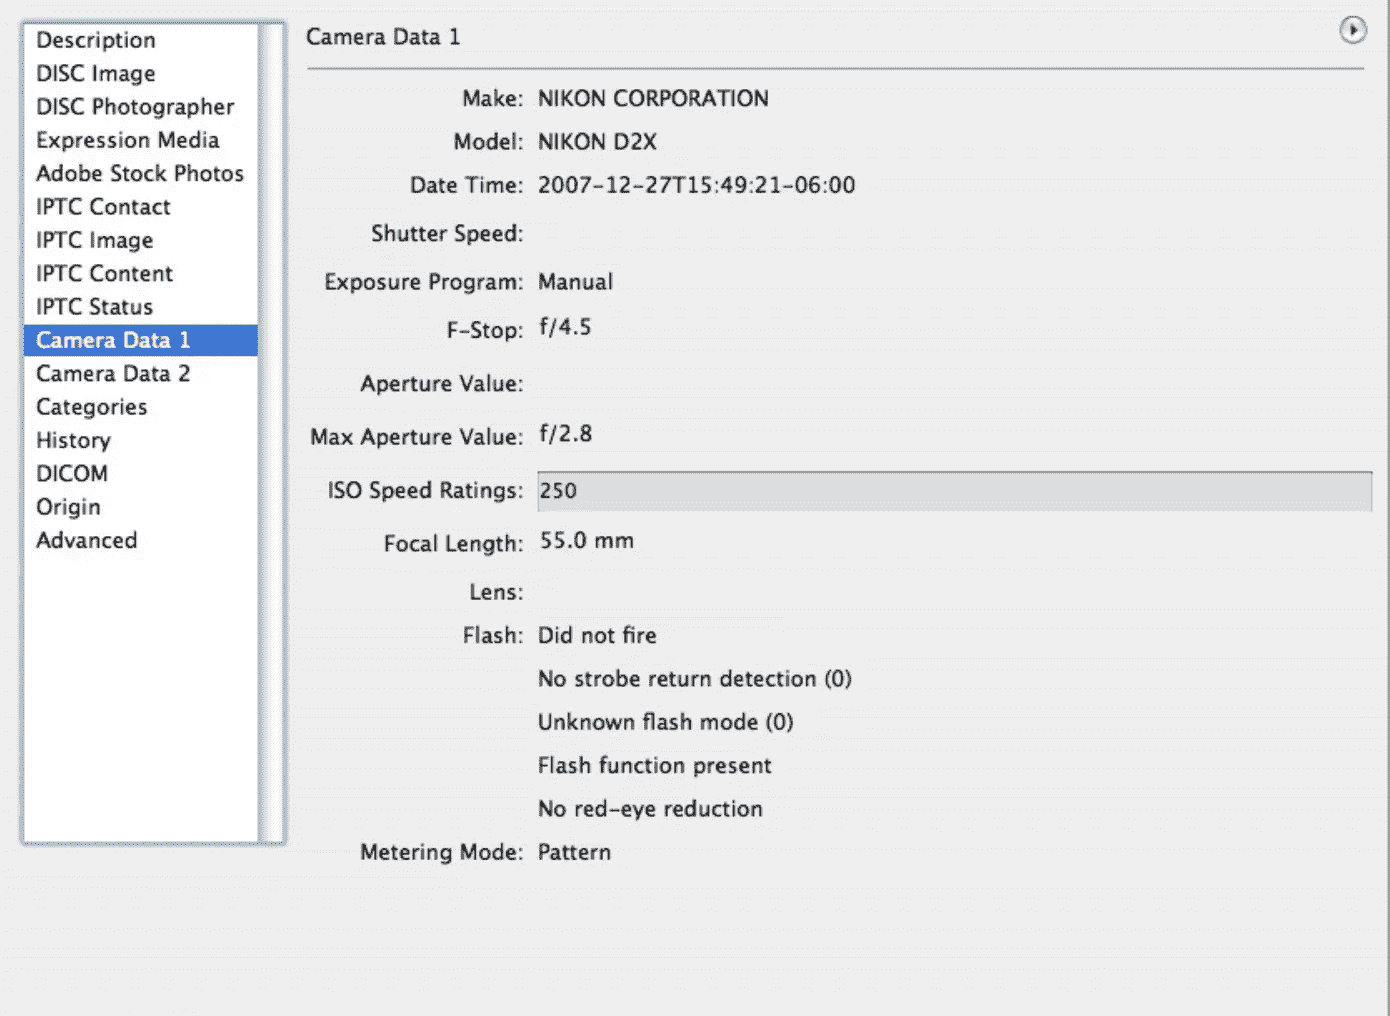 Description
DISC Image
DISC Photographer
Expression Media
Adobe Stock Photos
IPTC Contact
IPTC Image
IPTC Content
IPTC Status
Camera Data 1
Camera Data 2
Categories
History
DICOM
Origin
Advanced
Camera Data 1
Make: NIKON CORPORATION
Model: NIKON D2X
Date Time: 2007-12-27T15:49:21-06:00
Shutter Speed:
Exposure Program: Manual
F-Stop: f/4.5
Aperture Value:
Max Aperture Value: f/2.8
ISO Speed Ratings: 250
Focal Length: 55.0 mm
Lens:
Flash: Did not fire
No strobe return detection (0)
Unknown flash mode (0)
Flash function present
No red-eye reduction
Metering Mode: Pattern